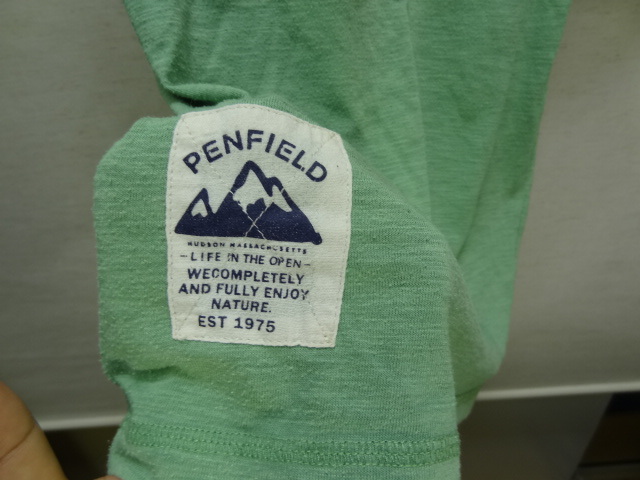 PENFIELD
HUDSON MASSACHUSETTS
- LIFE IN THE OPEN -
WECOMPLETELY
AND FULLY ENJOY
NATURE.
EST 1975